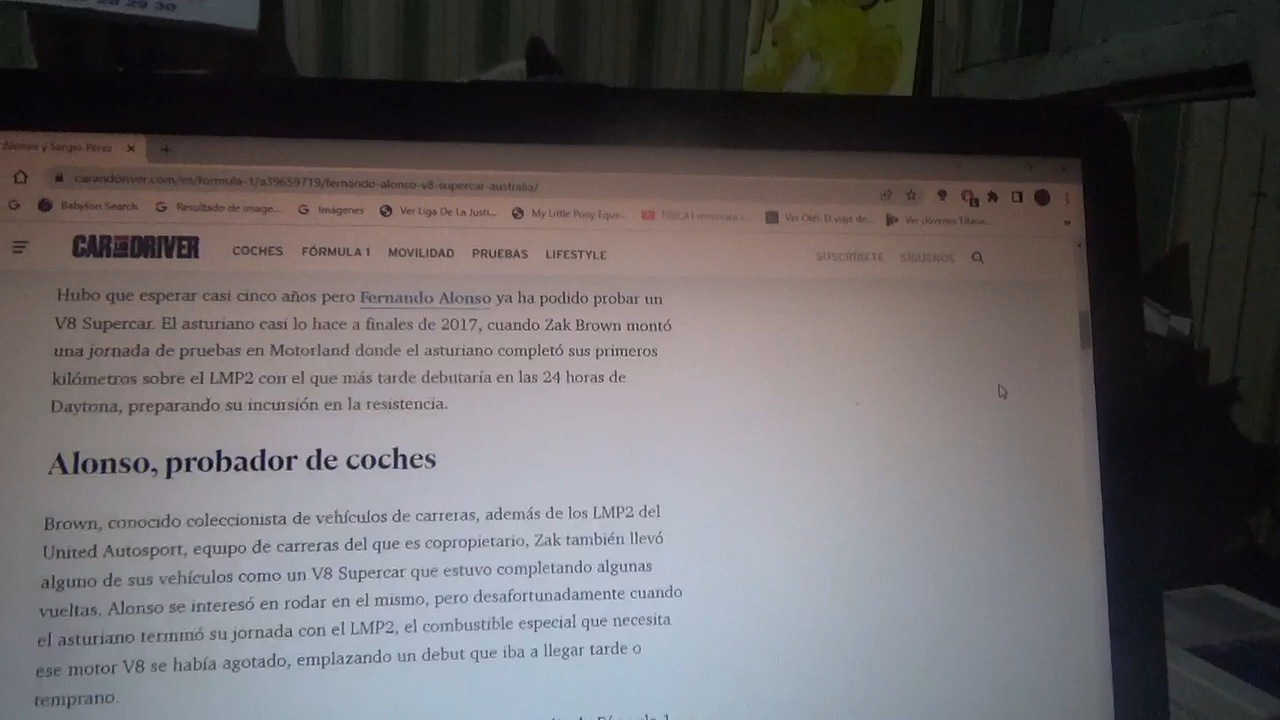 28 29 30
Alonso y Sergio Pérez
carandriver.com/es/formula-1/a39659719/fernando-alonso-v8-supercar-australia/
Babylon Search
Resultado de image...
Imágenes
Ver Liga De La Justi...
My Little Pony Eque...
Ver Olei. El viaje de...
Ver Jóvenes Titane...
CAR DRIVER
COCHES
FÓRMULA 1
MOVILIDAD
PRUEBAS
LIFESTYLE
SUSCRÍBETE
SÍGUENOS
Hubo que esperar casi cinco años pero Fernando Alonso ya ha podido probar un
V8 Supercar. El asturiano casi lo hace a finales de 2017, cuando Zak Brown montó
una jornada de pruebas en Motorland donde el asturiano completó sus primeros
kilómetros sobre el LMP2 con el que más tarde debutaría en las 24 horas de
Daytona, preparando su incursión en la resistencia.
Alonso, probador de coches
Brown, conocido coleccionista de vehículos de carreras, además de los LMP2 del
United Autosport, equipo de carreras del que es copropietario, Zak también llevó
alguno de sus vehículos como un V8 Supercar que estuvo completando algunas
vueltas. Alonso se interesó en rodar en el mismo, pero desafortunadamente cuando
el asturiano terminó su jornada con el LMP2, el combustible especial que necesita
ese motor V8 se había agotado, emplazando un debut que iba a llegar tarde o
temprano.